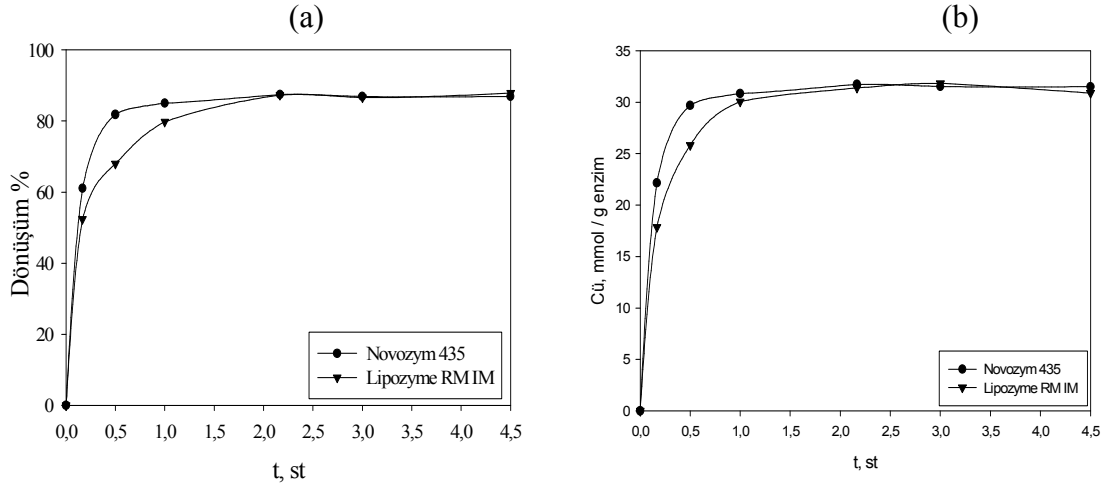 (a)
Dönüşüm %
100
80
60
40
20
0
0,0 0,5 1,0 1,5 2,0 2,5 3,0 3,5 4,0 4,5
t, st
Novozym 435
Lipozyme RM IM
(b)
Cü, mmol / g enzim
35
30
25
20
15
10
5
0
0,0 0,5 1,0 1,5 2,0 2,5 3,0 3,5 4,0 4,5
t, st
Novozym 435
Lipozyme RM IM